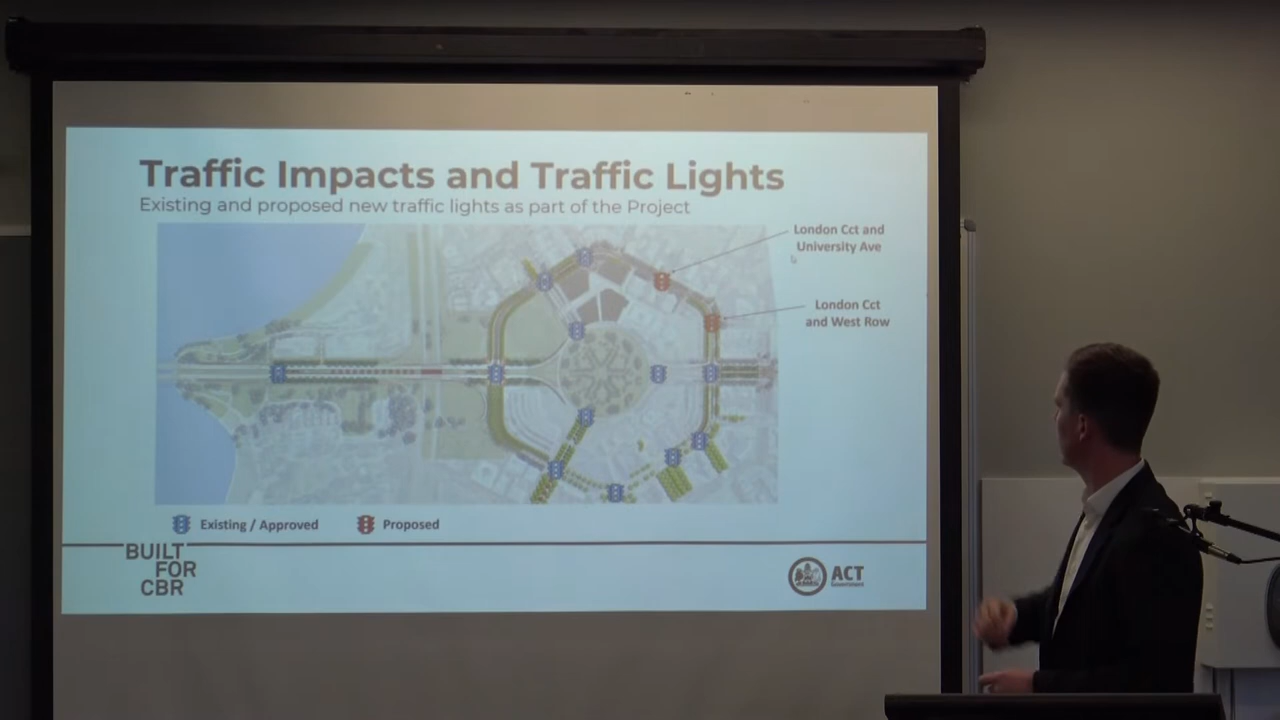 Traffic Impacts and Traffic Lights
Existing and proposed new traffic lights as part of the Project
London Cct and
University Ave
London Cct
and West Row
Existing / Approved
Proposed
BUILT
FOR
CBR
ACT
Government